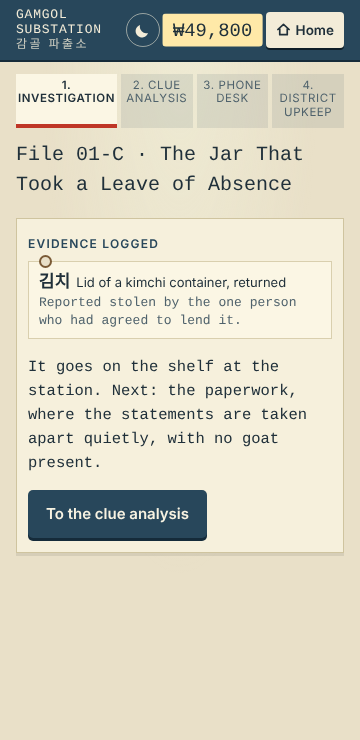 GAMGOL
SUBSTATION
감골 파출소
₩49,800
Home
1.
INVESTIGATION
2. CLUE
ANALYSIS
3. PHONE
DESK
4.
DISTRICT
UPKEEP
File 01-C · The Jar That
Took a Leave of Absence
EVIDENCE LOGGED
김치 Lid of a kimchi container, returned
Reported stolen by the one person
who had agreed to lend it.
It goes on the shelf at the
station. Next: the paperwork,
where the statements are taken
apart quietly, with no goat
present.
To the clue analysis